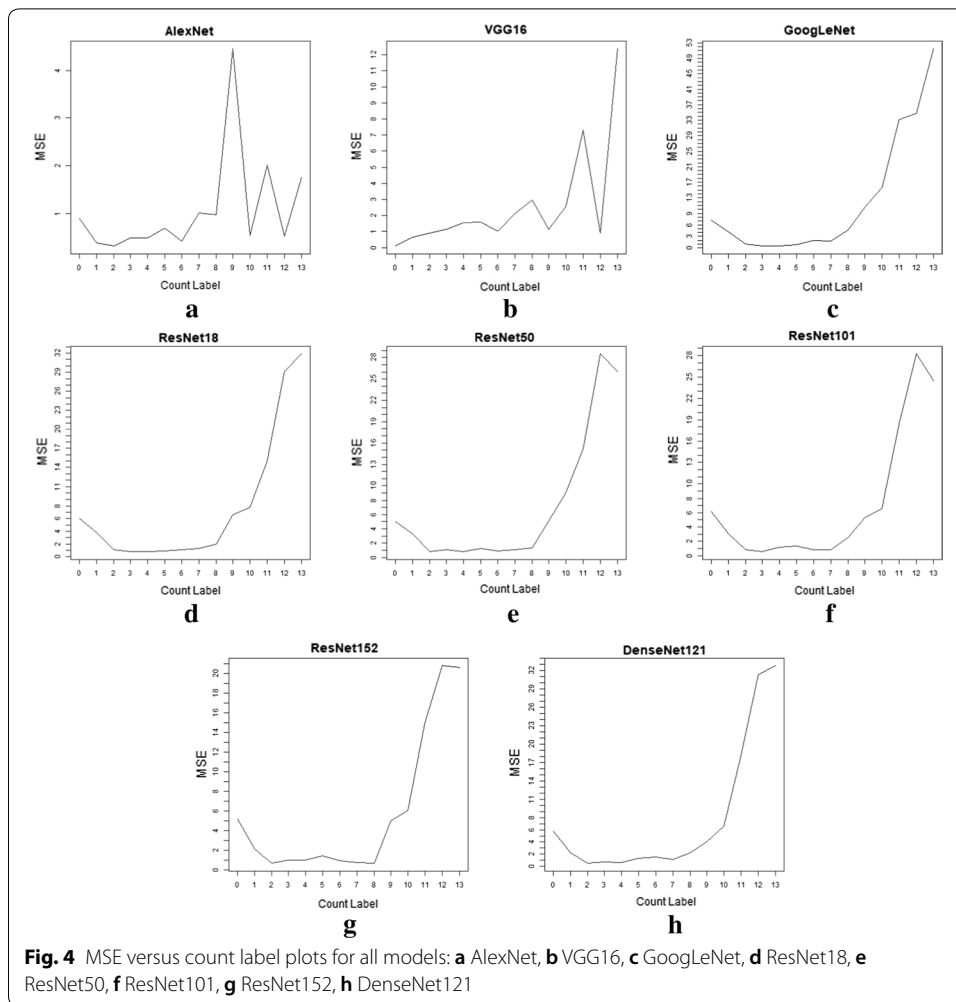 AlexNet
MSE
4
3
2
1
0 1 2 3 4 5 6 7 8 9 10 11 12 13
Count Label
a
VGG16
MSE
12
11
10
9
8
7
6
5
4
3
2
1
0
0 1 2 3 4 5 6 7 8 9 10 11 12 13
Count Label
b
GoogLeNet
MSE
53
49
45
41
37
33
29
25
21
17
13
9
6
3
0
0 1 2 3 4 5 6 7 8 9 10 11 12 13
Count Label
c
ResNet18
MSE
32
29
26
23
20
17
14
11
8
6
4
2
0
0 1 2 3 4 5 6 7 8 9 10 11 12 13
Count Label
d
ResNet50
MSE
28
25
22
19
16
13
10
8
6
4
2
0
0 1 2 3 4 5 6 7 8 9 10 11 12 13
Count Label
e
ResNet101
MSE
28
25
22
19
16
13
10
8
6
4
2
0
0 1 2 3 4 5 6 7 8 9 10 11 12 13
Count Label
f
ResNet152
MSE
20
18
16
14
12
10
8
6
4
2
0
0 1 2 3 4 5 6 7 8 9 10 11 12 13
Count Label
g
DenseNet121
MSE
32
29
26
23
20
17
14
11
8
6
4
2
0
0 1 2 3 4 5 6 7 8 9 10 11 12 13
Count Label
h
Fig. 4 MSE versus count label plots for all models: a AlexNet, b VGG16, c GoogLeNet, d ResNet18, e
ResNet50, f ResNet101, g ResNet152, h DenseNet121